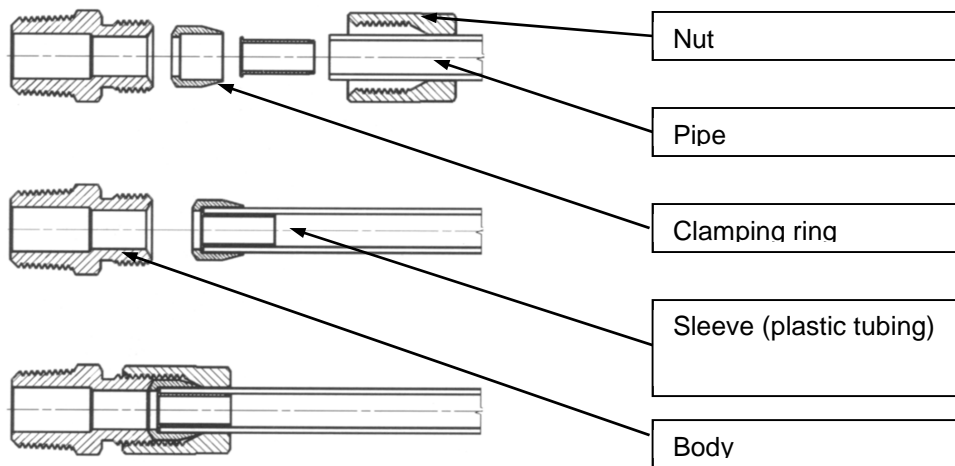 Nut
Pipe
Clamping ring
Sleeve (plastic tubing)
Body